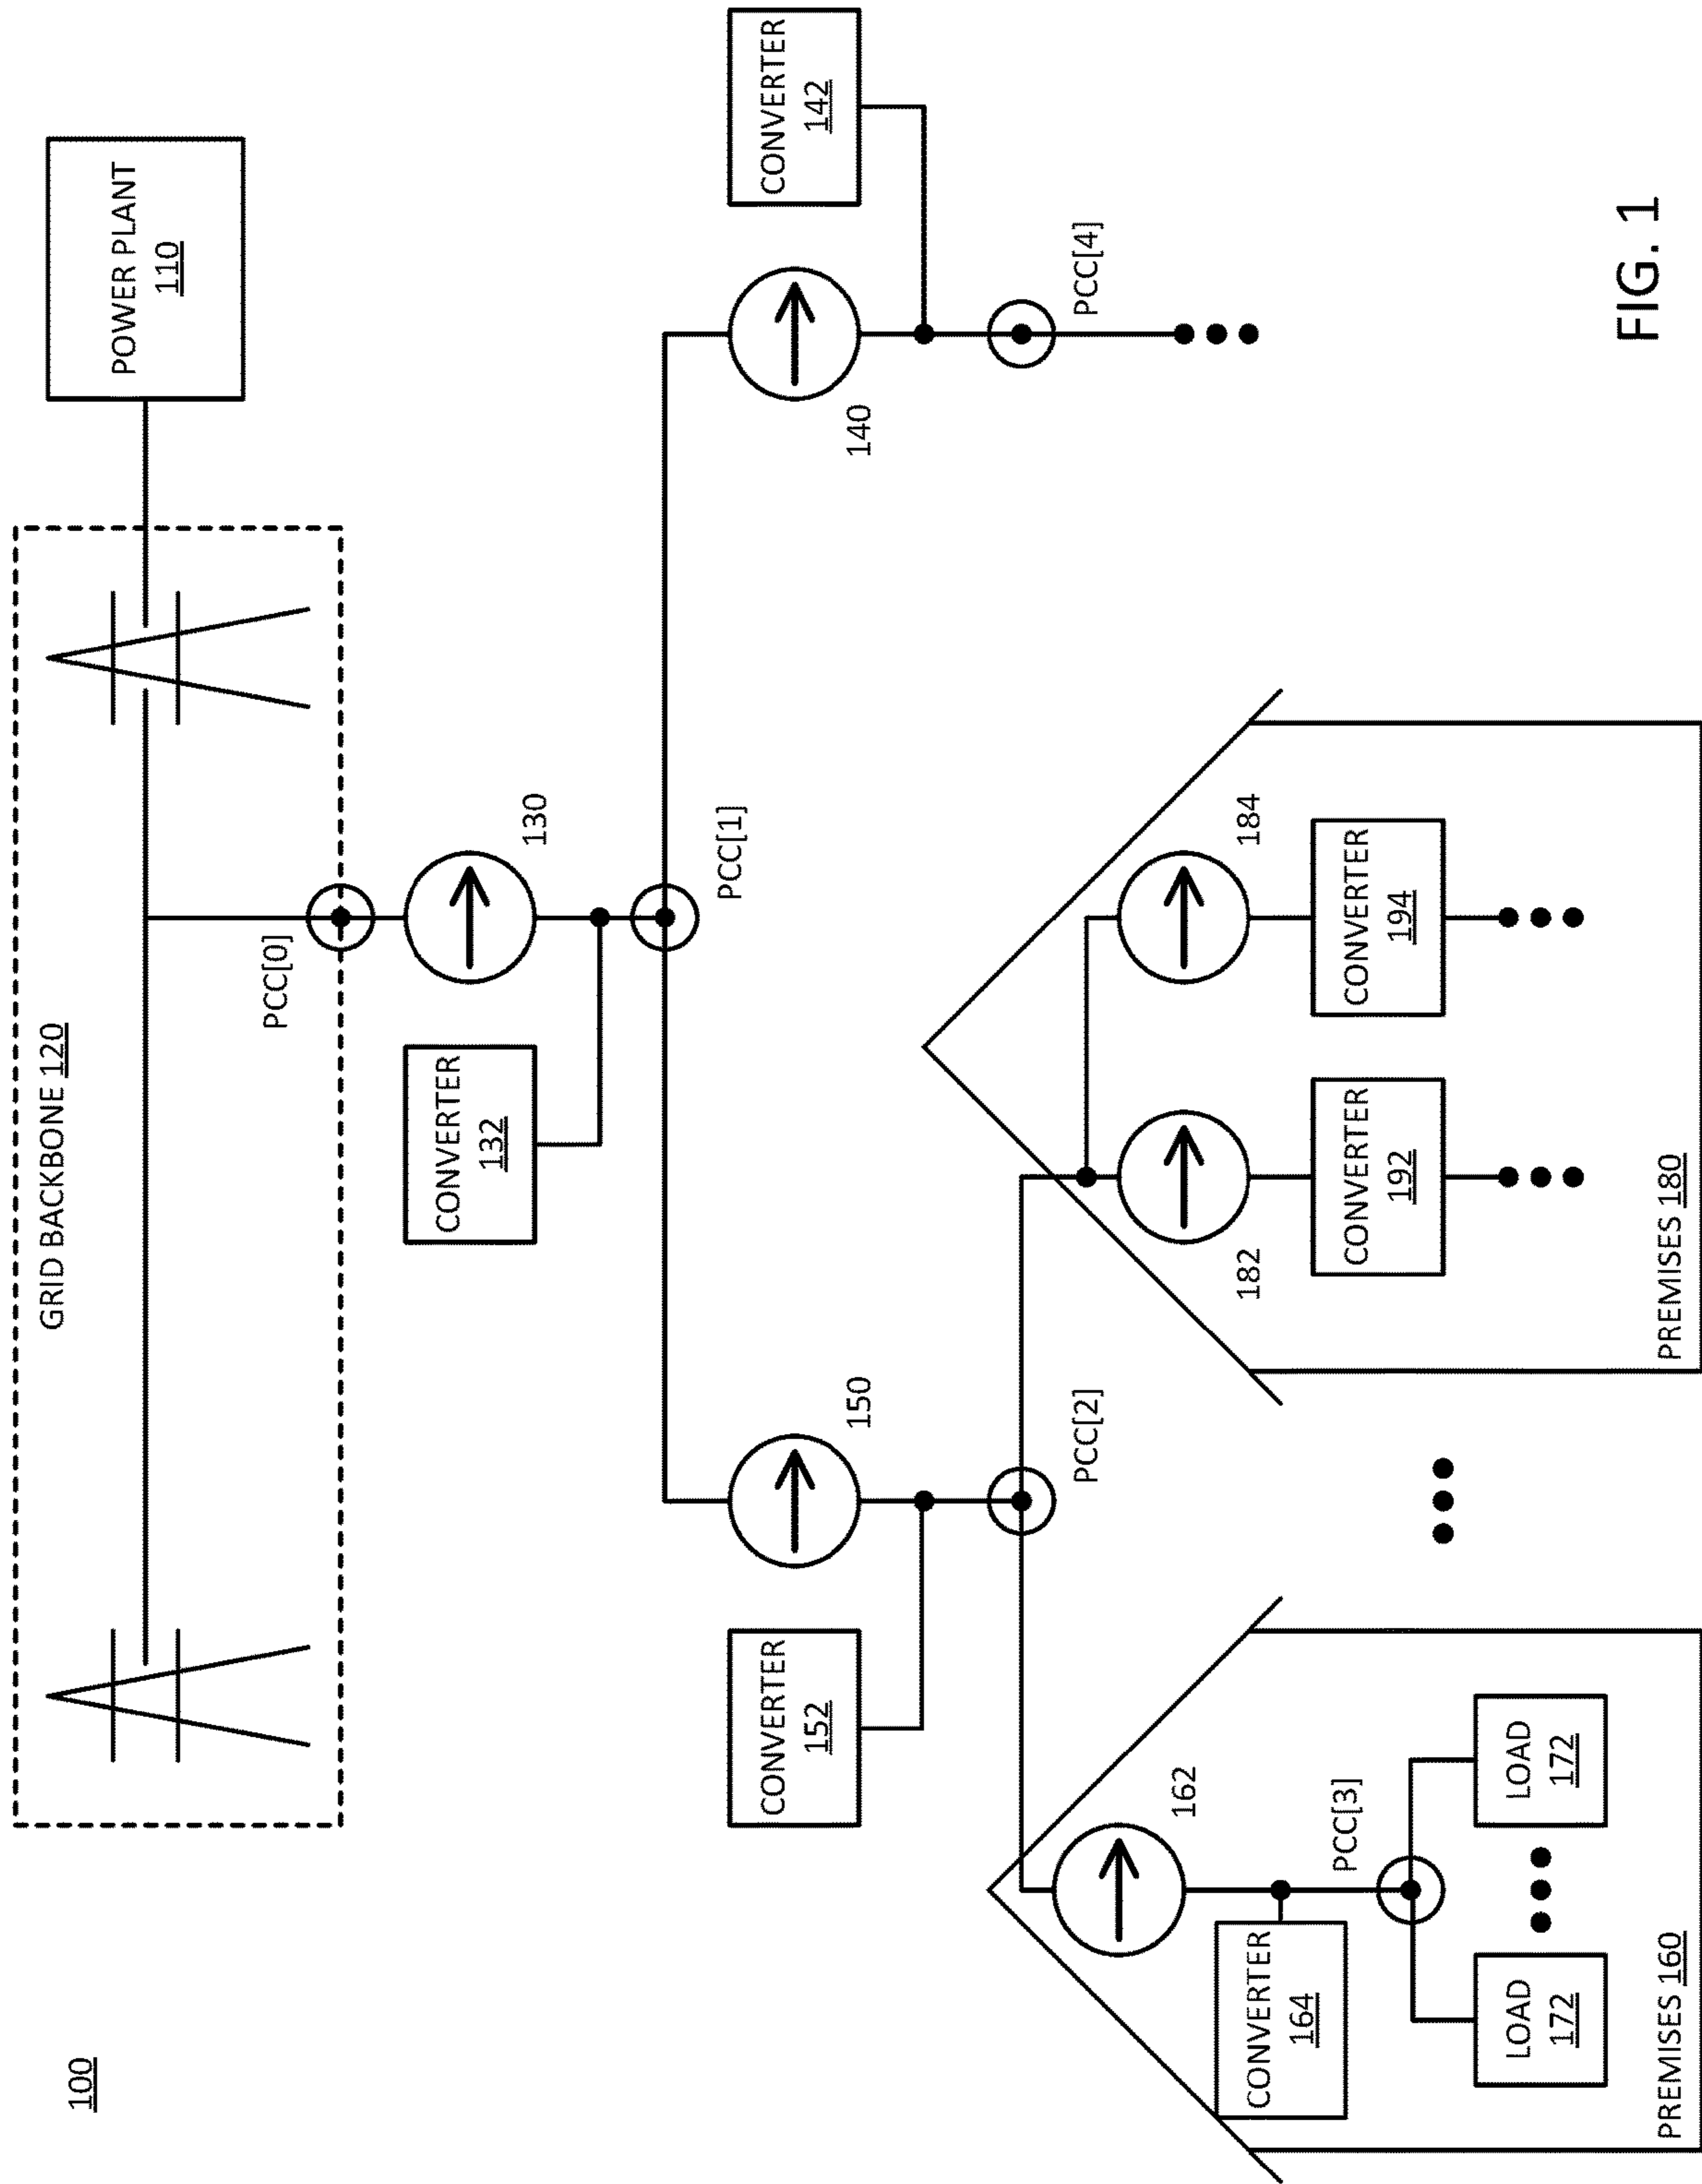 100
GRID BACKBONE 120
POWER PLANT
110
PCC[0]
130
CONVERTER
132
PCC[1]
150
140
CONVERTER
152
CONVERTER
142
PCC[2]
PCC[4]
162
CONVERTER
164
PCC[3]
LOAD
172
LOAD
172
PREMISES 160
182
184
CONVERTER
192
CONVERTER
194
PREMISES 180
FIG. 1